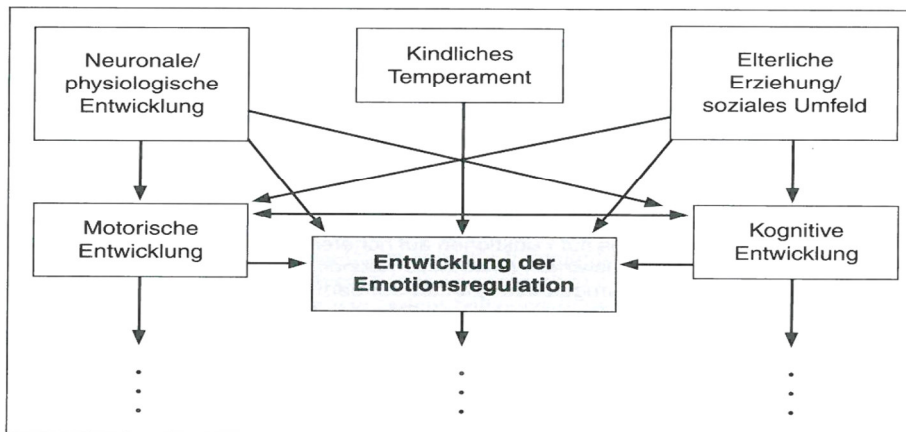 Neuronale/
physiologische
Entwicklung
Kindliches
Temperament
Elterliche
Erziehung/
soziales Umfeld
Motorische
Entwicklung
Entwicklung der
Emotionsregulation
Kognitive
Entwicklung